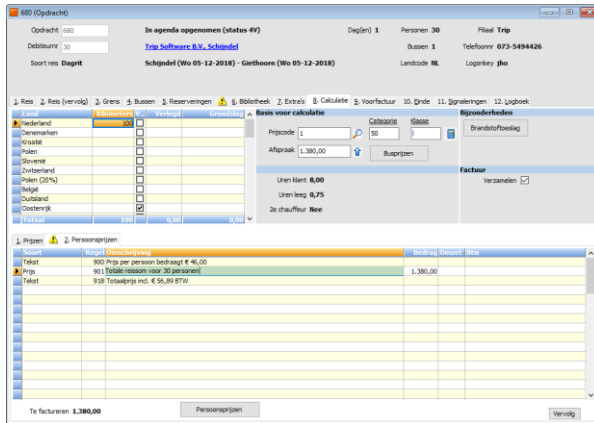 680 (Opdracht)
Opdracht 680 In agenda opgenomen (status 4V) Dag(en) 1 Personen 30 Filiaal Trip
Debiteurnr 30 Trip Software B.V., Schijndel Bussen 1 Telefoonnr 073-5494426
Soort reis Dagrit Schijndel (Wo 05-12-2018) - Giethoorn (Wo 05-12-2018) Landcode NL Logonkey jho
1. Reis 2. Reis (vervolg) 3. Grens 4. Bussen 5. Reserveringen 6. Bibliotheek 7. Extra's 8. Calculatie 9. Voorfactuur 10. Einde 11. Signaleringen 12. Logboek
Land Kilometers V... Verlegd Grondslag Basis voor calculatie Bijzonderheden
Nederland 100
Denemarken
Kroatië
Polen
Slovenië
Zwitserland
Polen (20%)
België
Duitsland
Oostenrijk
Totaal 100 0,00 0,00
Categorie Klasse
Prijscode 1 50
Afspraak 1.380,00 Busprijzen
Uren klant 8,00
Uren leeg 0,75
2e chauffeur Nee
Brandstoftoeslag
Factuur
Verzamelen
1. Prijzen 2. Persoonsprijzen
Soort Regel Omschrijving Bedrag Omzet Btw
Tekst 900 Prijs per persoon bedraagt € 46,00
Prijs 901 Totale reissom voor 30 personen 1.380,00
Tekst 918 Totaalprijs ind. € 56,89 BTW
Te factureren 1.380,00 Persoonsprijzen Vervolg